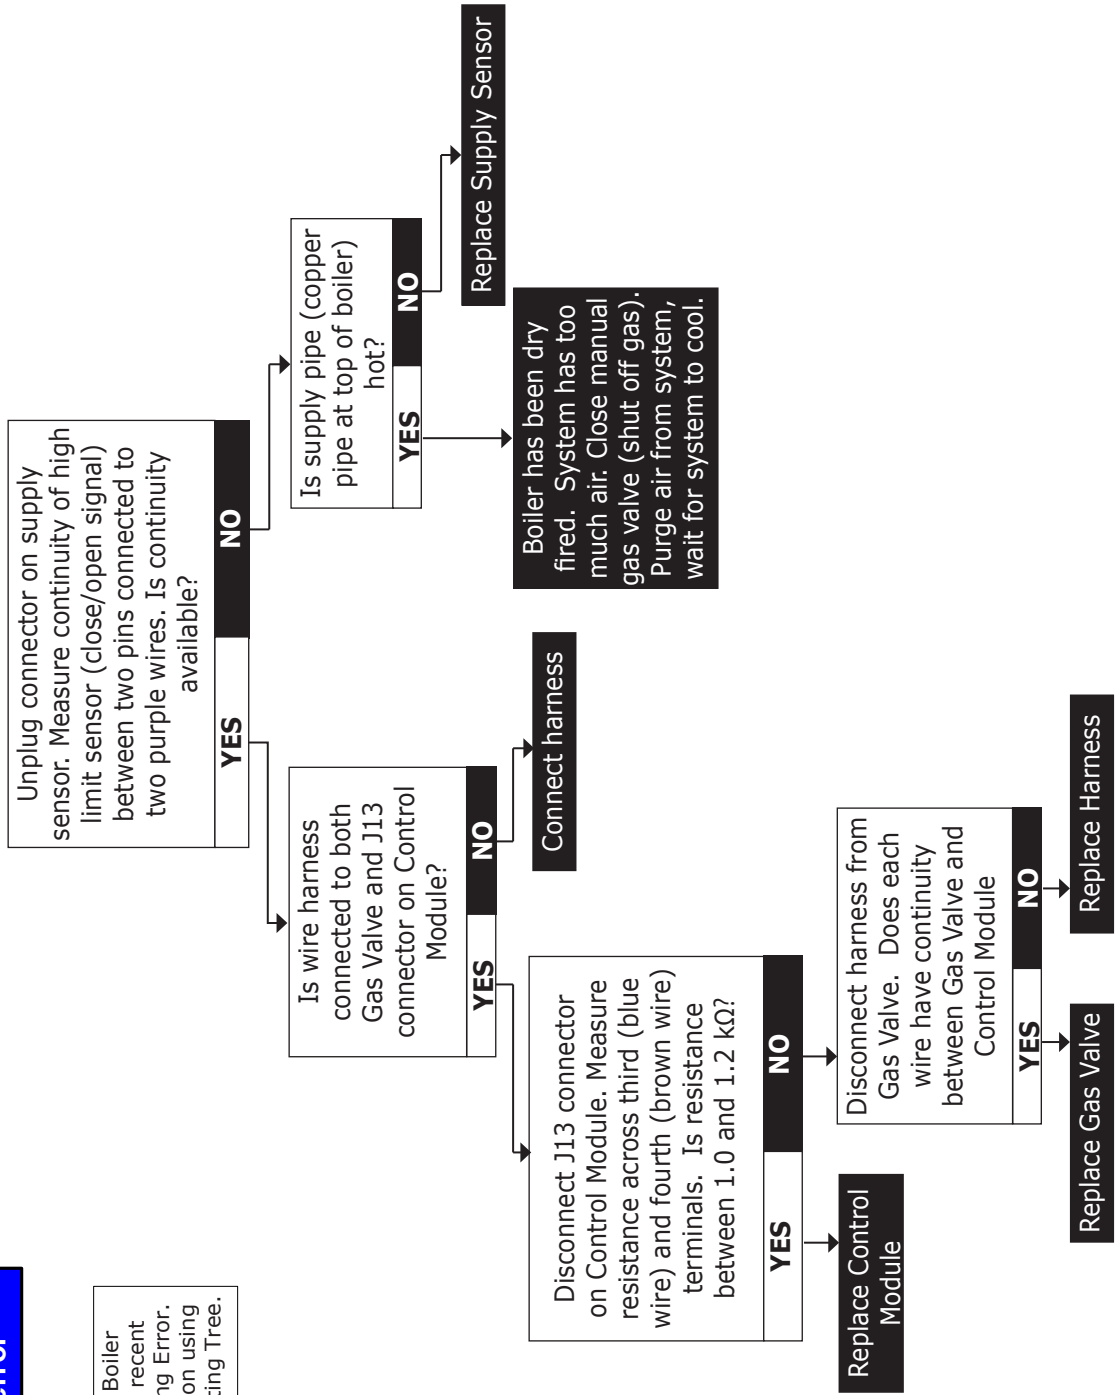 Unplug connector on supply
sensor. Measure continuity of high
limit sensor (close/open signal)
between two pins connected to
two purple wires. Is continuity
available?
YES
NO
Is wire harness
connected to both
Gas Valve and J13
connector on Control
Module?
YES
NO
Is supply pipe (copper
pipe at top of boiler)
hot?
YES
NO
Replace Supply Sensor
Boiler has been dry
fired. System has too
much air. Close manual
gas valve (shut off gas).
Purge air from system,
wait for system to cool.
Connect harness
Disconnect J13 connector
on Control Module. Measure
resistance across third (blue
wire) and fourth (brown wire)
terminals. Is resistance
between 1.0 and 1.2 kΩ?
YES
NO
Replace Control
Module
Disconnect harness from
Gas Valve. Does each
wire have continuity
between Gas Valve and
Control Module
YES
NO
Replace Gas Valve
Replace Harness
Boiler
recent
Error.
on using
Tree.